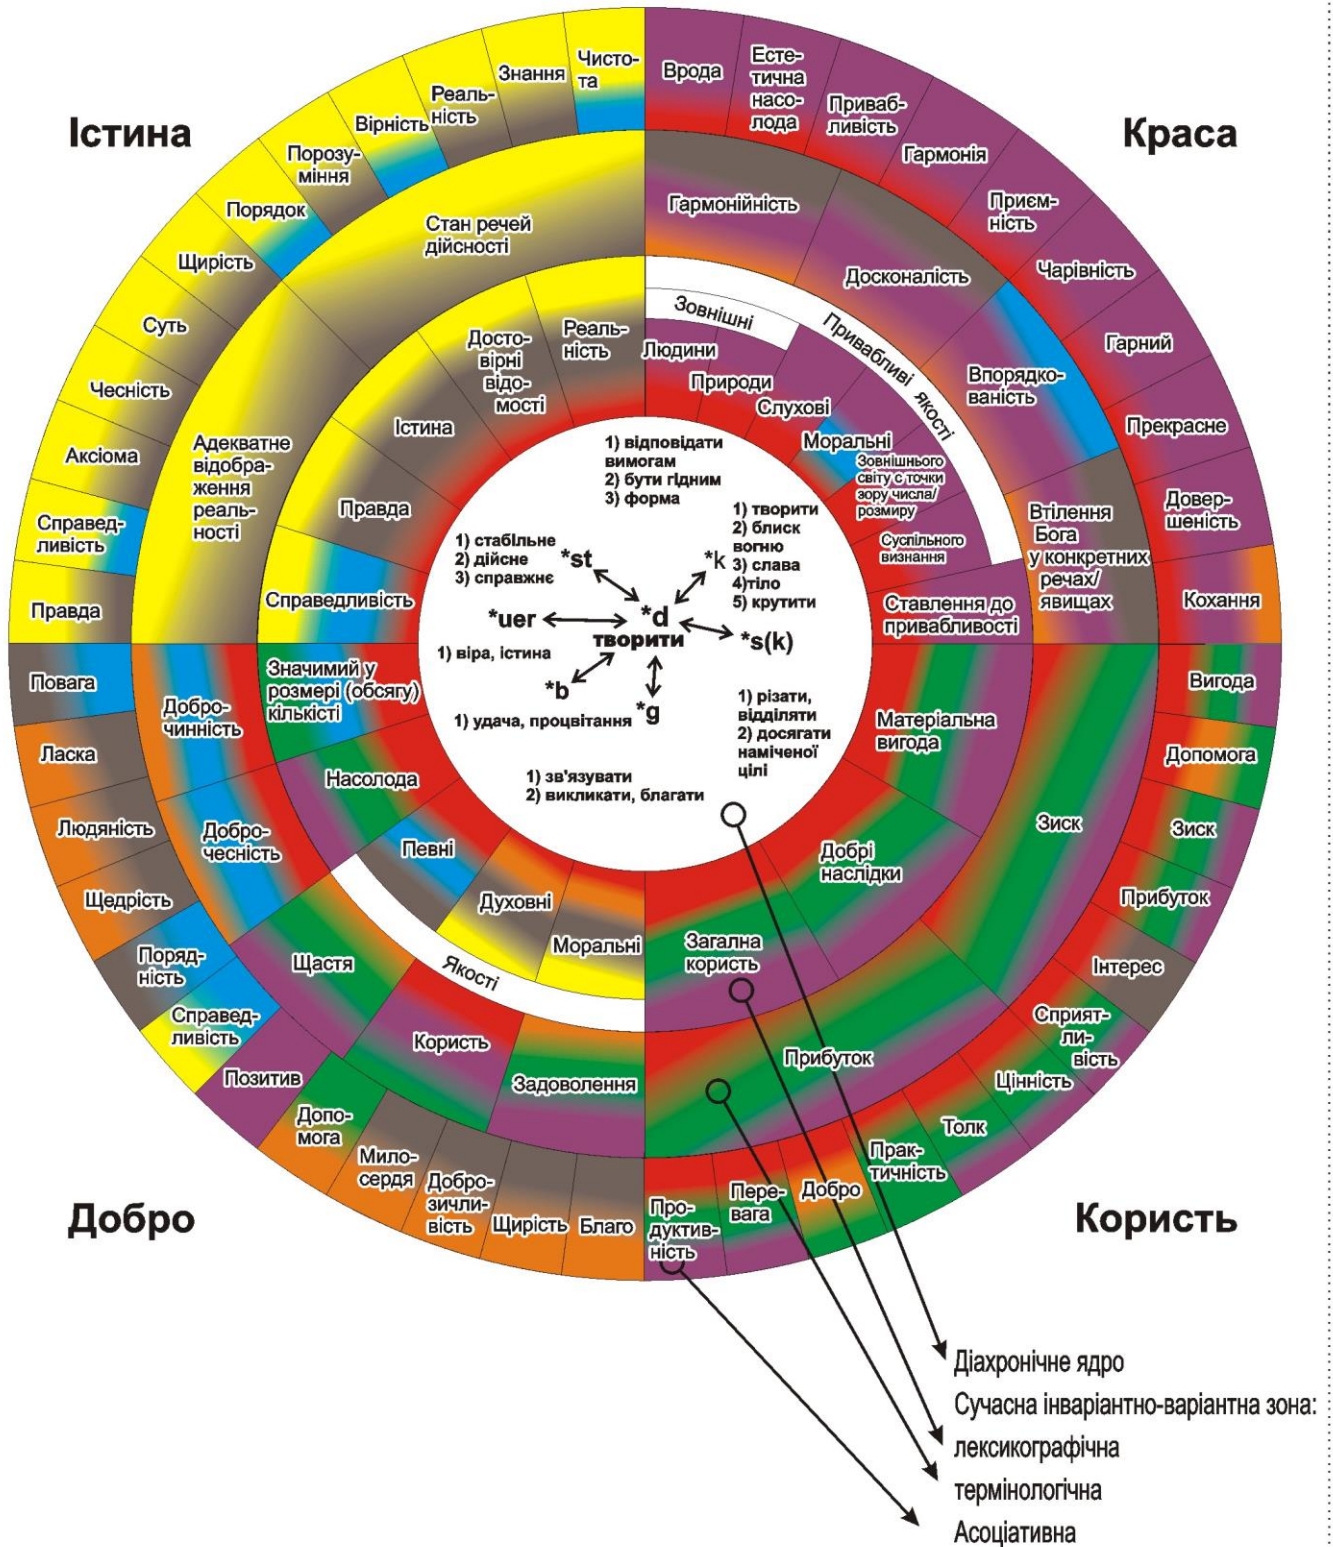 Істина
Краса
Добро
Користь
Чисто-
та
Знання
Реаль-
ність
Вірність
Порозу-
міння
Порядок
Щирість
Суть
Чесність
Аксіома
Справед-
ливість
Правда
Стан речей
дійсності
Адекватне
відобра-
ження
реаль-
ності
Реаль-
ність
Досто-
вірні
відо-
мості
Істина
Правда
Справедливість
Врода
Есте-
тична
насо-
лода
Приваб-
ливість
Гармонія
Приєм-
ність
Чарівність
Гарний
Прекрасне
Довер-
шеність
Кохання
Гармонійність
Досконалість
Впорядко-
ваність
Втілення
Бога
у конкретних
речах/
явищах
Зовнішні
Привабливі якості
Людини
Природи
Слухові
Моральні
Зовнішнього
світу с точки
зору числа/
розмиру
Суспільного
визнання
Ставлення до
привабливості
1) відповідати
вимогам
2) бути гідним
3) форма
1) стабільне
2) дійсне
3) справжнє
*st
*k
1) творити
2) блиск
вогню
3) слава
4)тіло
5) крутити
*uer
*d
творити
*s(k)
1) віра, істина
*b
*g
1) удача, процвітання
1) різати,
відділяти
2) досягати
наміченої
цілі
1) зв'язувати
2) викликати, благати
Повага
Ласка
Людяність
Щедрість
Поряд-
ність
Справед-
ливість
Позитив
Допо-
мога
Мило-
сердя
Добро-
зичли-
вість
Щирість
Благо
Добро-
чинність
Добро-
чесність
Щастя
Користь
Задоволення
Значимий у
розмері (обсягу)
кількісті
Насолода
Певні
Духовні
Моральні
Якості
Вигода
Допомога
Зиск
Прибуток
Інтерес
Сприят-
ли-
вість
Цінність
Толк
Прак-
тичність
Добро
Пере-
вага
Про-
дуктив-
ність
Зиск
Прибуток
Матеріальна
вигода
Добрі
наслідки
Загална
користь
Діахронічне ядро
Сучасна інваріантно-варіантна зона:
лексикографічна
термінологічна
Асоціативна